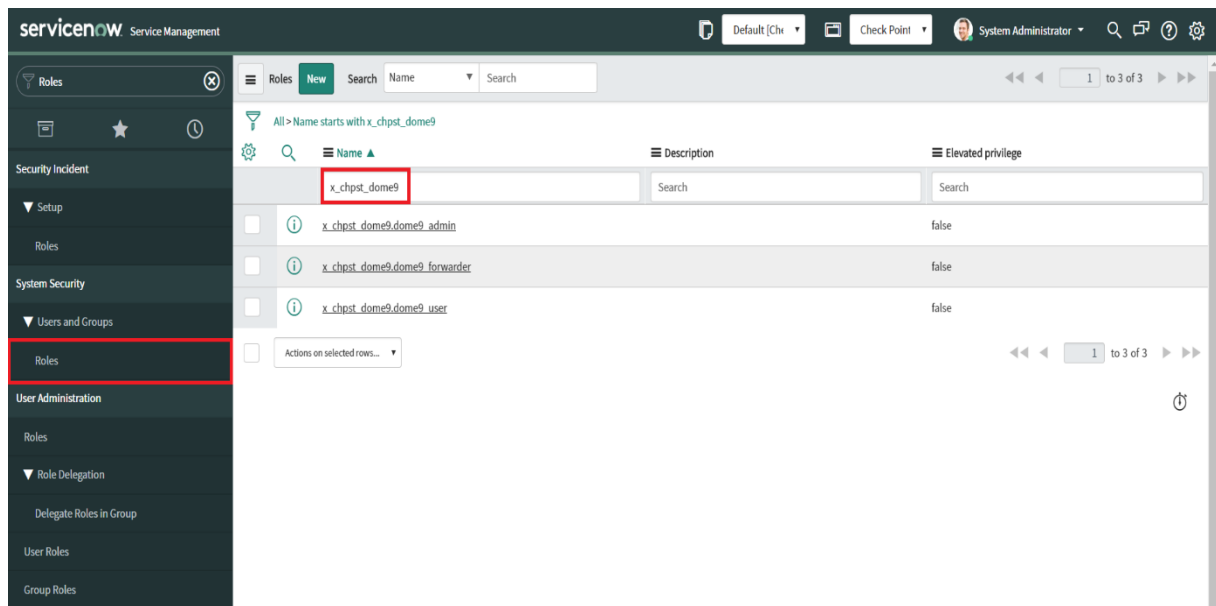 servicenow Service Management
Default [Che
Check Point
System Administrator
Roles
Security Incident
Setup
Roles
System Security
Users and Groups
Roles
User Administration
Roles
Role Delegation
Delegate Roles in Group
User Roles
Group Roles
Roles New Search Name Search 1 to 3 of 3
All > Name starts with x_chpst_dome9
Name Description Elevated privilege
x_chpst_dome9 Search Search
x_chpst_dome9.dome9_admin false
x_chpst_dome9.dome9_forwarder false
x_chpst_dome9.dome9_user false
Actions on selected rows... 1 to 3 of 3